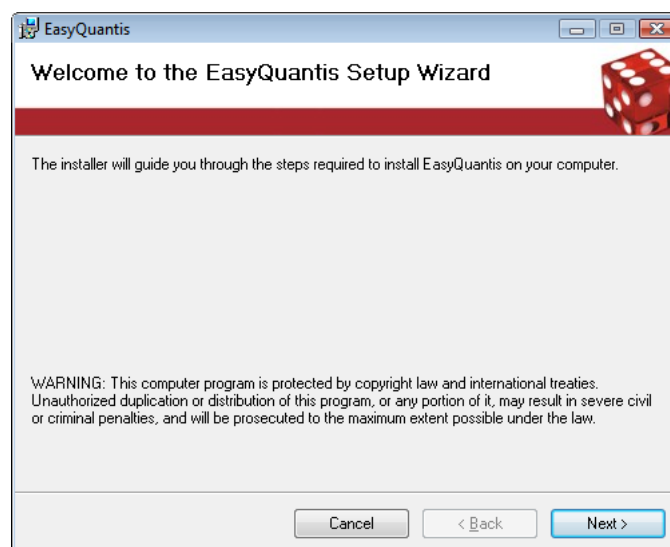 EasyQuantis
Welcome to the EasyQuantis Setup Wizard
The installer will guide you through the steps required to install EasyQuantis on your computer.
WARNING: This computer program is protected by copyright law and international treaties.
Unauthorized duplication or distribution of this program, or any portion of it, may result in severe civil
or criminal penalties, and will be prosecuted to the maximum extent possible under the law.
Cancel
< Back
Next >